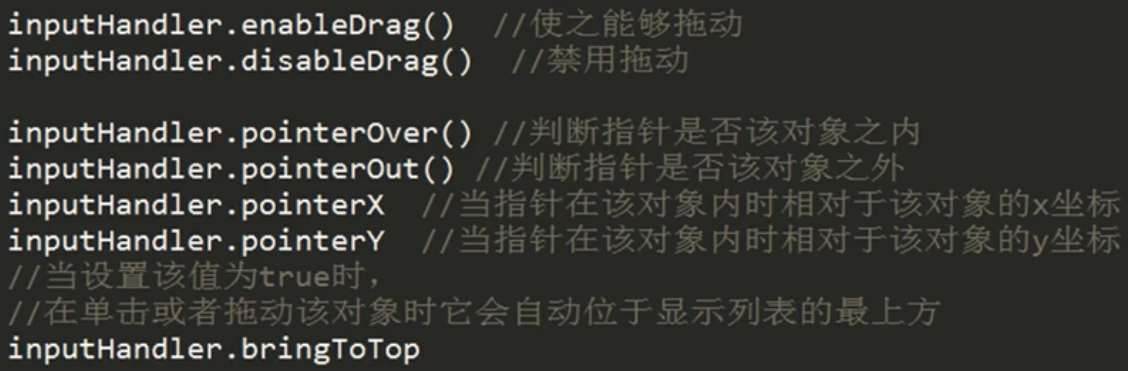 inputHandler.enableDrag()  //使之能够拖动
inputHandler.disableDrag()  //禁用拖动
inputHandler.pointerOver() //判断指针是否该对象之内
inputHandler.pointerOut() //判断指针是否该对象之外
inputHandler.pointerX  //当指针在该对象内时相对于该对象的x坐标
inputHandler.pointerY  //当指针在该对象内时相对于该对象的y坐标
//当设置该值为true时，
//在单击或者拖动该对象时它会自动位于显示列表的最上方
inputHandler.bringToTop